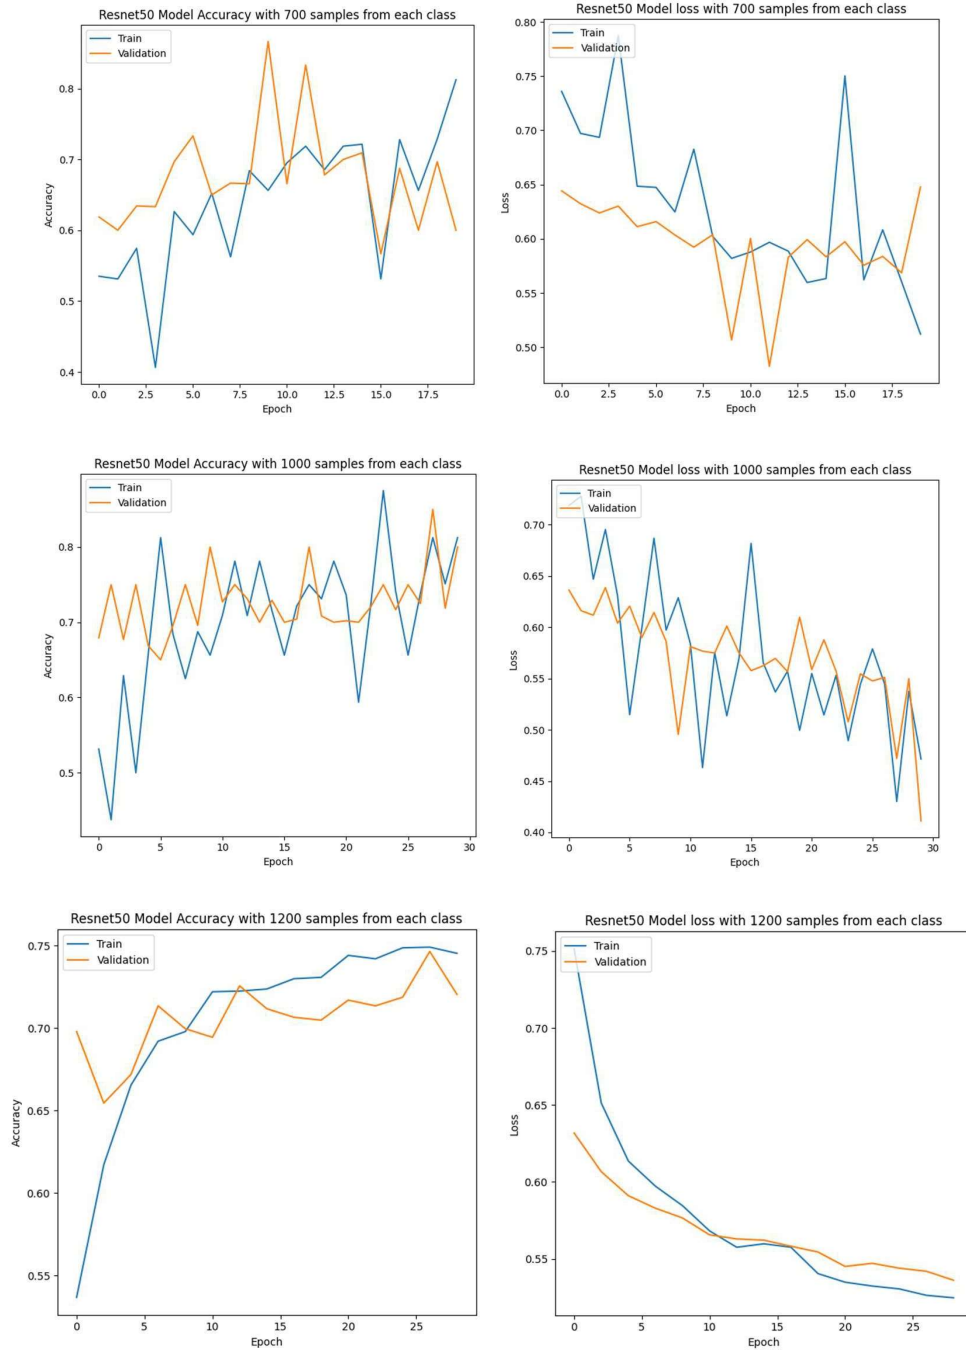 Resnet50 Model Accuracy with 700 samples from each class
Train
Validation
0.8
0.7
0.6
0.5
0.4
Accuracy
0.0 2.5 5.0 7.5 10.0 12.5 15.0 17.5
Epoch
Resnet50 Model loss with 700 samples from each class
Train
Validation
0.80
0.75
0.70
0.65
0.60
0.55
0.50
Loss
0.0 2.5 5.0 7.5 10.0 12.5 15.0 17.5
Epoch
Resnet50 Model Accuracy with 1000 samples from each class
Train
Validation
0.8
0.7
0.6
0.5
Accuracy
0 5 10 15 20 25 30
Epoch
Resnet50 Model loss with 1000 samples from each class
Train
Validation
0.70
0.65
0.60
0.55
0.50
0.45
0.40
Loss
0 5 10 15 20 25 30
Epoch
Resnet50 Model Accuracy with 1200 samples from each class
Train
Validation
0.75
0.70
0.65
0.60
0.55
Accuracy
0 5 10 15 20 25
Epoch
Resnet50 Model loss with 1200 samples from each class
Train
Validation
0.75
0.70
0.65
0.60
0.55
Loss
0 5 10 15 20 25
Epoch